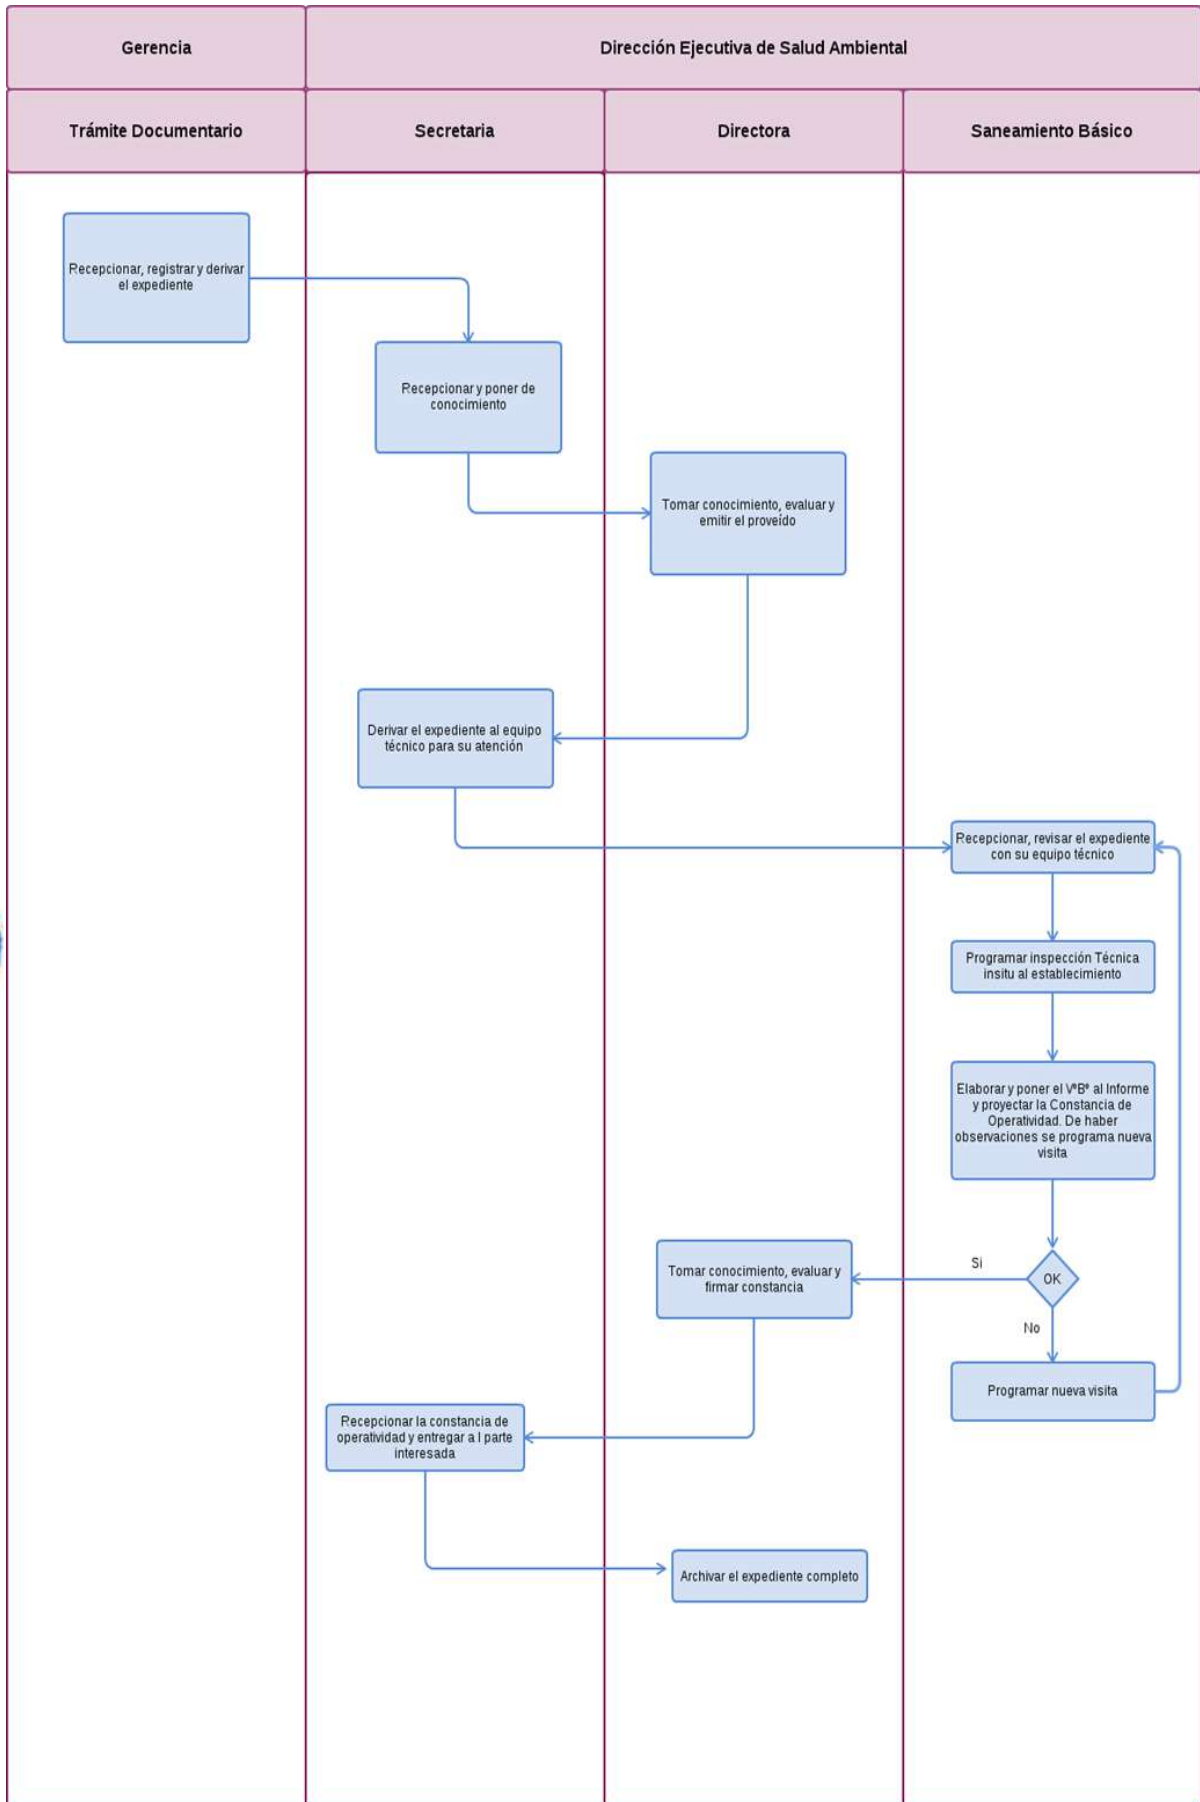 Gerencia
Dirección Ejecutiva de Salud Ambiental
Trámite Documentario
Secretaria
Directora
Saneamiento Básico
Recepcionar, registrar y derivar
el expediente
Recepcionar y poner de
conocimiento
Tomar conocimiento, evaluar y
emitir el proveído
Derivar el expediente al equipo
técnico para su atención
Recepcionar, revisar el expediente
con su equipo técnico
Programar inspección Técnica
insitu al establecimiento
Elaborar y poner el V°B° al Informe
y proyectar la Constancia de
Operatividad. De haber
observaciones se programa nueva
visita
OK
Si
No
Tomar conocimiento, evaluar y
firmar constancia
Programar nueva visita
Recepcionar la constancia de
operatividad y entregar a l parte
interesada
Archivar el expediente completo